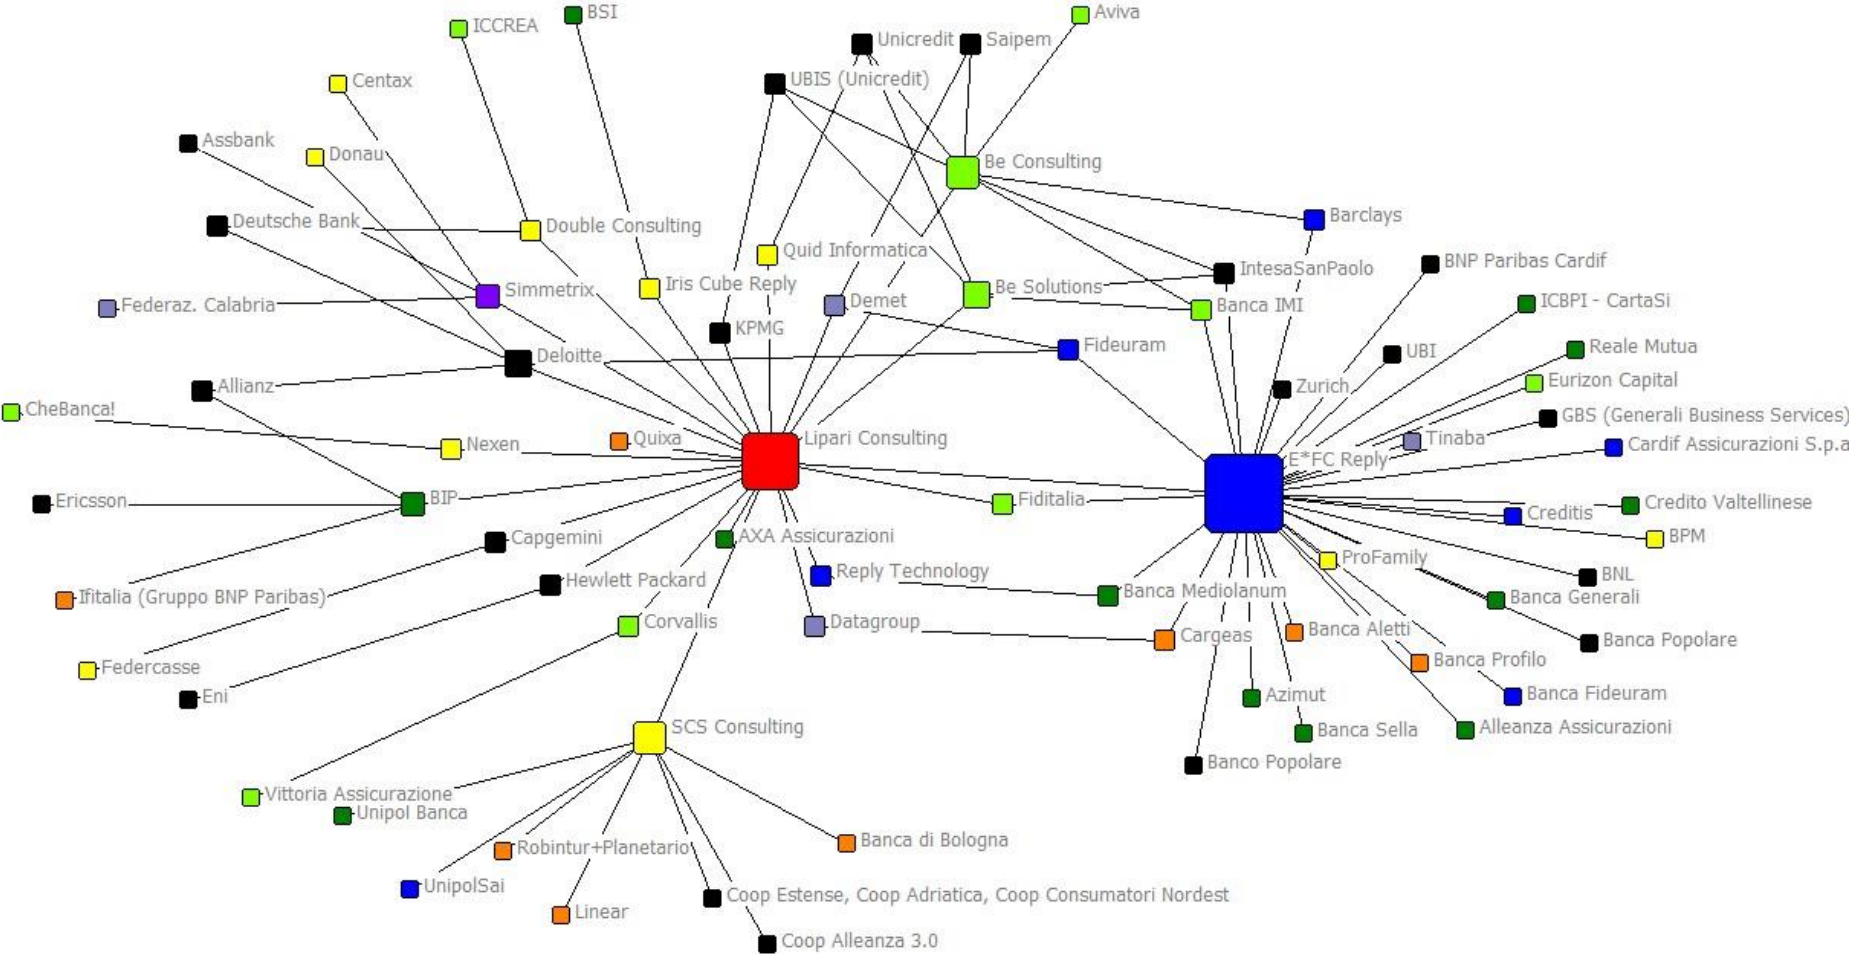 BSI
Aviva
ICCREA
Unicredit
Saipem
Centax
UBIS (Unicredit)
Assbank
Donau
Be Consulting
Barclays
Deutsche Bank
Double Consulting
Quid Informatica
BNP Paribas Cardif
IntesaSanPaolo
Iris Cube Reply
Be Solutions
Simmetrix
Federaz. Calabria
Demet
Banca IMI
ICBPI - CartaSi
KPMG
Fideuram
Reale Mutua
UBI
Deloitte
Eurizon Capital
Zurich
Allianz
CheBanca!
GBS (Generali Business Services)
Quixa
Lipari Consulting
Tinaba
Nexen
Cardif Assicurazioni S.p.a
E*FC Reply
BIP
Fiditalia
Ericsson
Credito Valtellinese
Creditis
Capgemini
AXA Assicurazioni
BPM
ProFamily
Reply Technology
BNL
Hewlett Packard
Banca Mediolanum
Ifitalia (Gruppo BNP Paribas)
Banca Generali
Corvallis
Datagroup
Cargeas
Banca Aletti
Banca Popolare
Banca Profilo
Federcasse
Eni
Azimut
Banca Fideuram
SCS Consulting
Banca Sella
Alleanza Assicurazioni
Banco Popolare
Vittoria Assicurazione
Unipol Banca
Banca di Bologna
Robintur+Planetario
UnipolSai
Coop Estense, Coop Adriatica, Coop Consumatori Nordest
Linear
Coop Alleanza 3.0